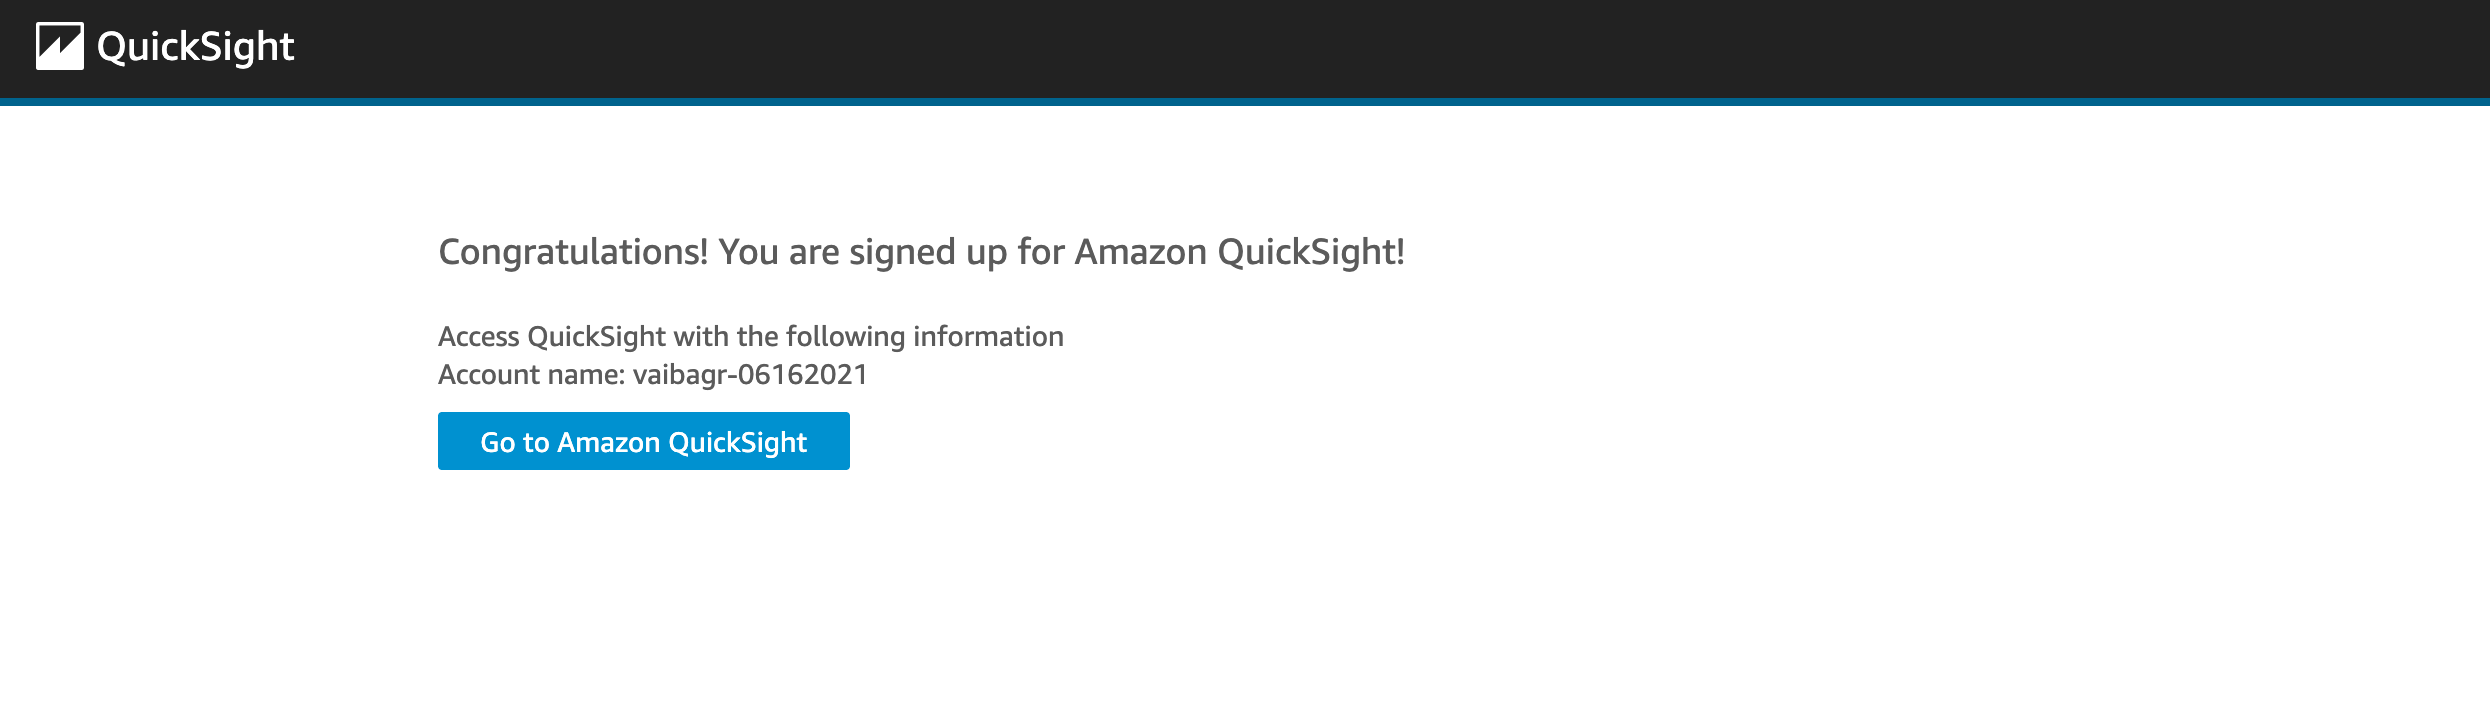 QuickSight
Congratulations! You are signed up for Amazon QuickSight!
Access QuickSight with the following information
Account name: vaibagr-06162021
Go to Amazon QuickSight